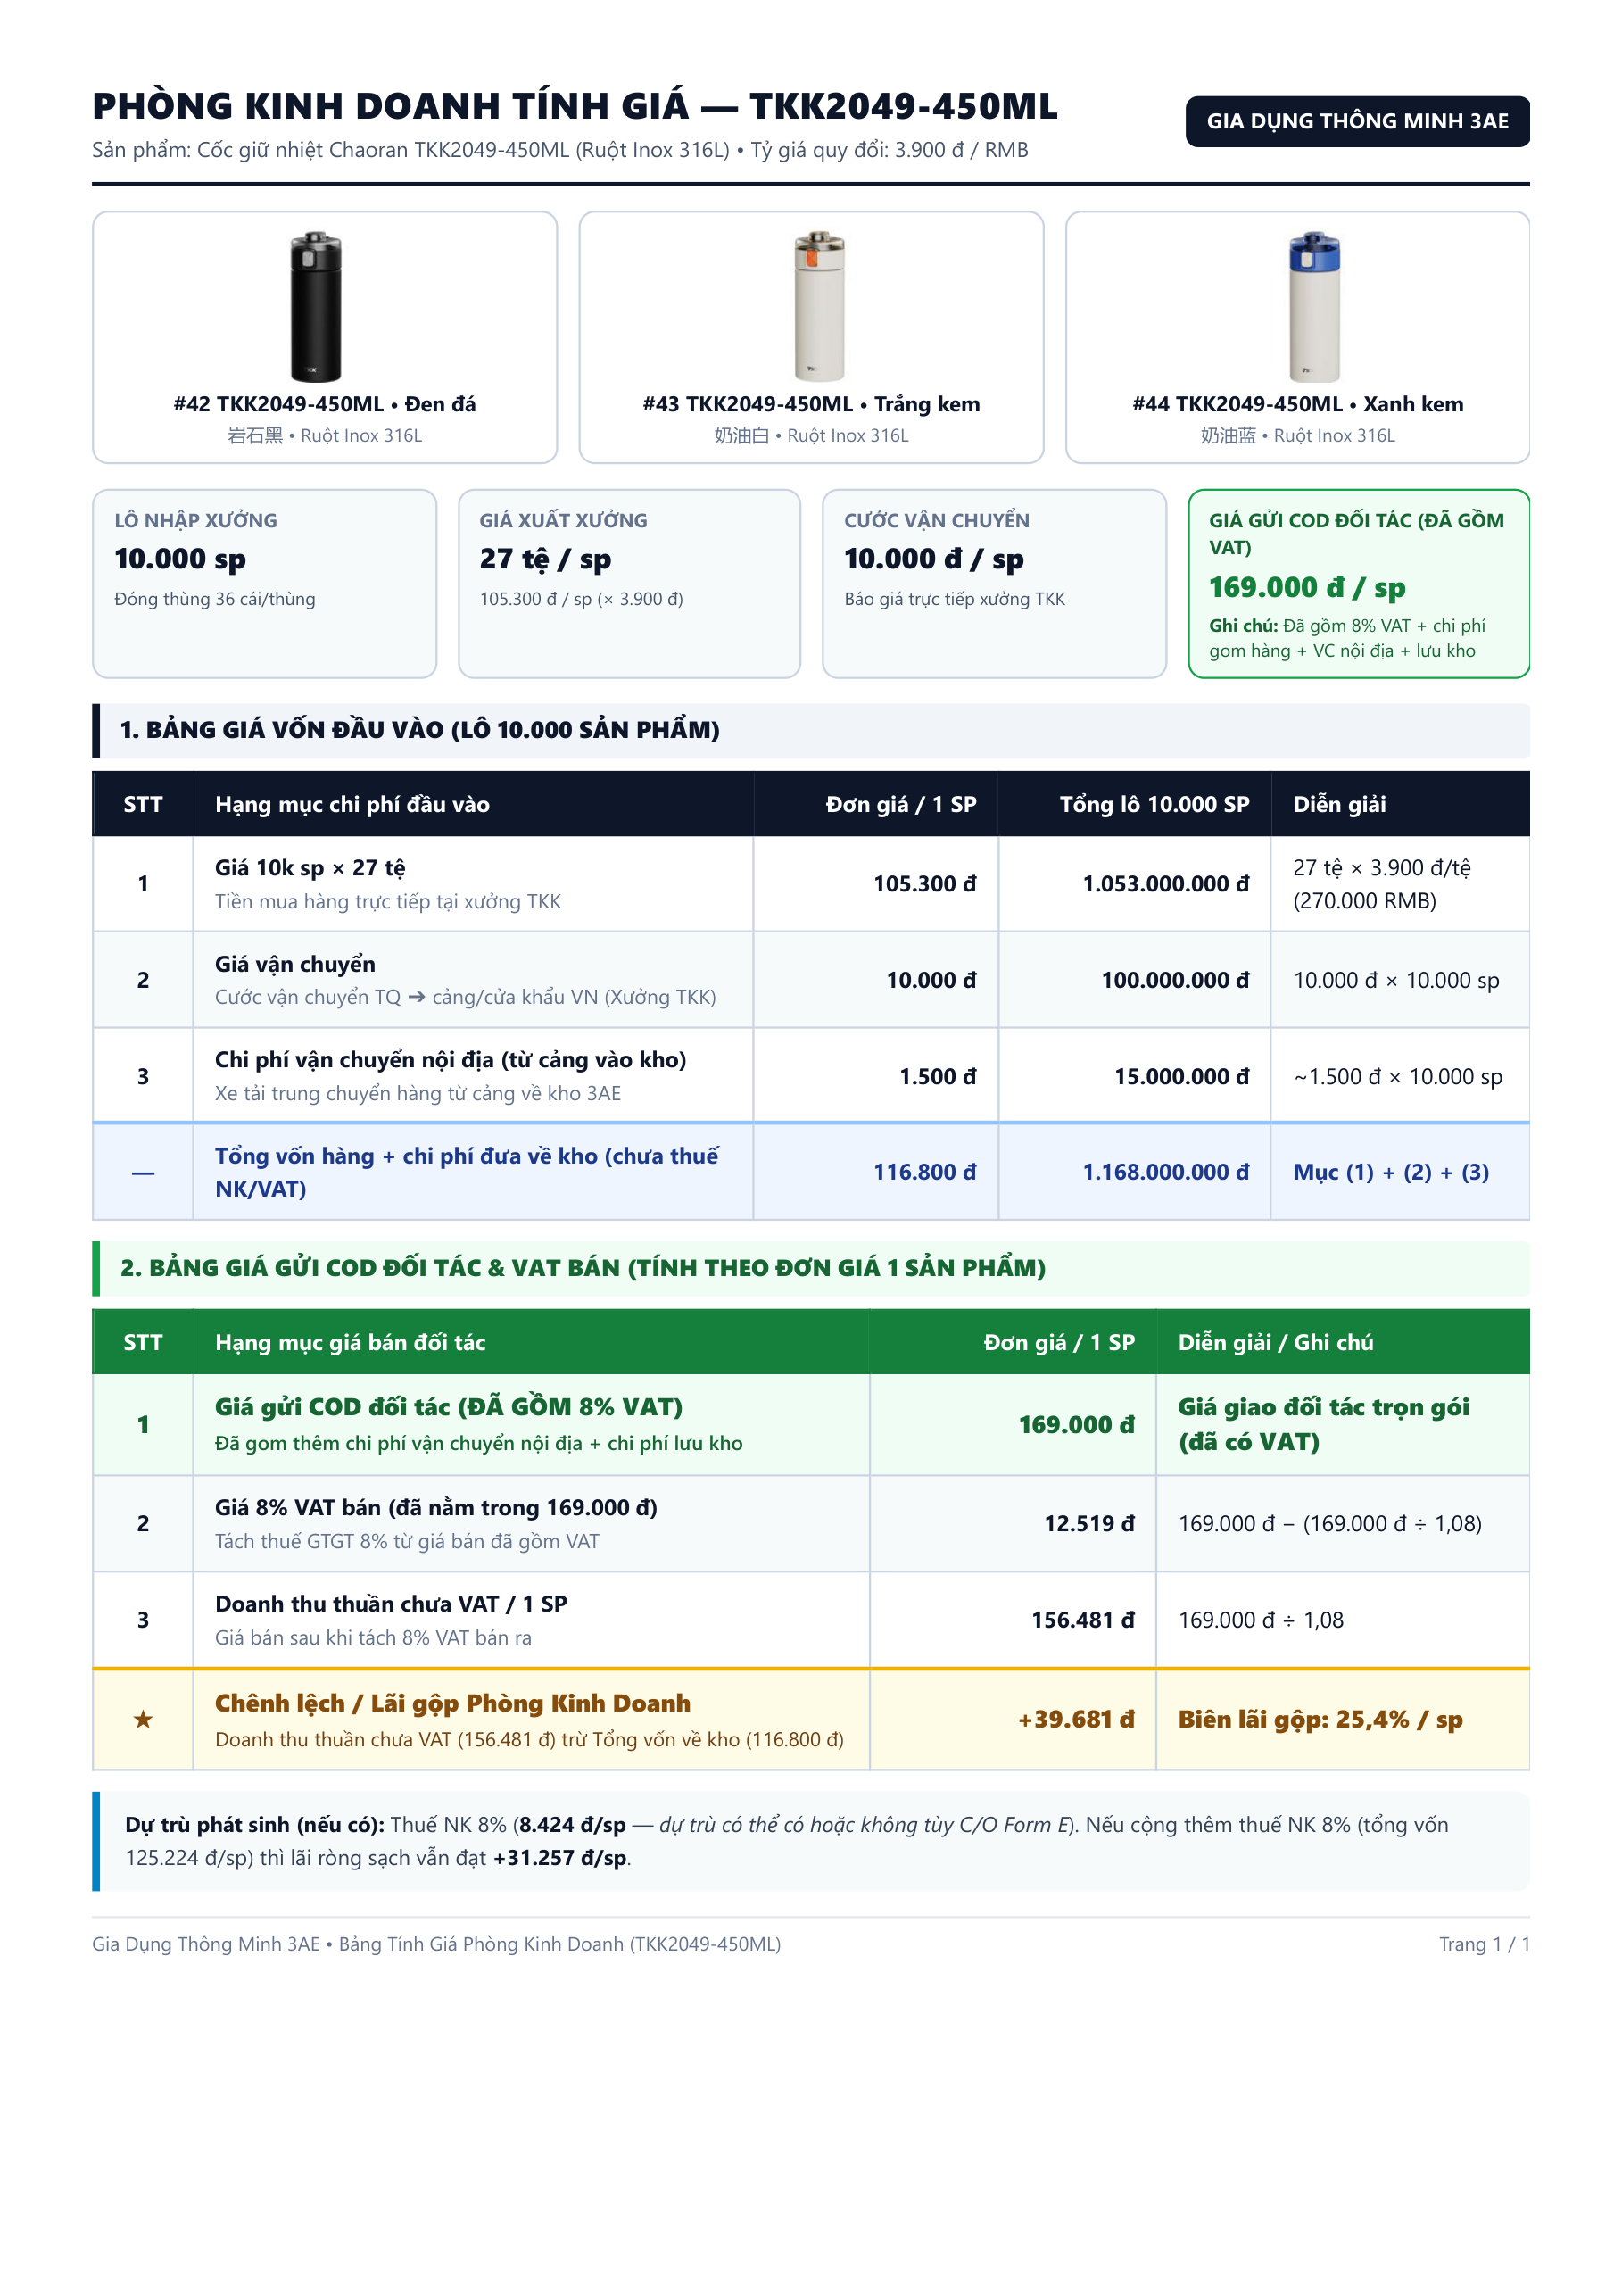 PHÒNG KINH DOANH TÍNH GIÁ — TKK2049-450ML
GIA DỤNG THÔNG MINH 3AE
Sản phẩm: Cốc giữ nhiệt Chaoran TKK2049-450ML (Ruột Inox 316L) • Tỷ giá quy đổi: 3.900 đ / RMB
#42 TKK2049-450ML • Đen đá
岩石黑 • Ruột Inox 316L
#43 TKK2049-450ML • Trắng kem
奶油白 • Ruột Inox 316L
#44 TKK2049-450ML • Xanh kem
奶油蓝 • Ruột Inox 316L
LÔ NHẬP XƯỞNG
10.000 sp
Đóng thùng 36 cái/thùng
GIÁ XUẤT XƯỞNG
27 tệ / sp
105.300 đ / sp (× 3.900 đ)
CƯỚC VẬN CHUYỂN
10.000 đ / sp
Báo giá trực tiếp xưởng TKK
GIÁ GỬI COD ĐỐI TÁC (ĐÃ GỒM
VAT)
169.000 đ / sp
Ghi chú: Đã gồm 8% VAT + chi phí
gom hàng + VC nội địa + lưu kho
1. BẢNG GIÁ VỐN ĐẦU VÀO (LÔ 10.000 SẢN PHẨM)
STT Hạng mục chi phí đầu vào Đơn giá / 1 SP Tổng lô 10.000 SP Diễn giải
1 Giá 10k sp × 27 tệ 105.300 đ 1.053.000.000 đ 27 tệ × 3.900 đ/tệ
Tiền mua hàng trực tiếp tại xưởng TKK (270.000 RMB)
2 Giá vận chuyển 10.000 đ 100.000.000 đ 10.000 đ × 10.000 sp
Cước vận chuyển TQ ➔ cảng/cửa khẩu VN (Xưởng TKK)
3 Chi phí vận chuyển nội địa (từ cảng vào kho) 1.500 đ 15.000.000 đ ~1.500 đ × 10.000 sp
Xe tải trung chuyển hàng từ cảng về kho 3AE
— Tổng vốn hàng + chi phí đưa về kho (chưa thuế 116.800 đ 1.168.000.000 đ Mục (1) + (2) + (3)
NK/VAT)
2. BẢNG GIÁ GỬI COD ĐỐI TÁC & VAT BÁN (TÍNH THEO ĐƠN GIÁ 1 SẢN PHẨM)
STT Hạng mục giá bán đối tác Đơn giá / 1 SP Diễn giải / Ghi chú
1 Giá gửi COD đối tác (ĐÃ GỒM 8% VAT) 169.000 đ Giá giao đối tác trọn gói
Đã gom thêm chi phí vận chuyển nội địa + chi phí lưu kho (đã có VAT)
2 Giá 8% VAT bán (đã nằm trong 169.000 đ) 12.519 đ 169.000 đ − (169.000 đ ÷ 1,08)
Tách thuế GTGT 8% từ giá bán đã gồm VAT
3 Doanh thu thuần chưa VAT / 1 SP 156.481 đ 169.000 đ ÷ 1,08
Giá bán sau khi tách 8% VAT bán ra
★ Chênh lệch / Lãi gộp Phòng Kinh Doanh +39.681 đ Biên lãi gộp: 25,4% / sp
Doanh thu thuần chưa VAT (156.481 đ) trừ Tổng vốn về kho (116.800 đ)
Dự trù phát sinh (nếu có): Thuế NK 8% (8.424 đ/sp — dự trù có thể có hoặc không tùy C/O Form E). Nếu cộng thêm thuế NK 8% (tổng vốn
125.224 đ/sp) thì lãi ròng sạch vẫn đạt +31.257 đ/sp.
Gia Dụng Thông Minh 3AE • Bảng Tính Giá Phòng Kinh Doanh (TKK2049-450ML) Trang 1 / 1